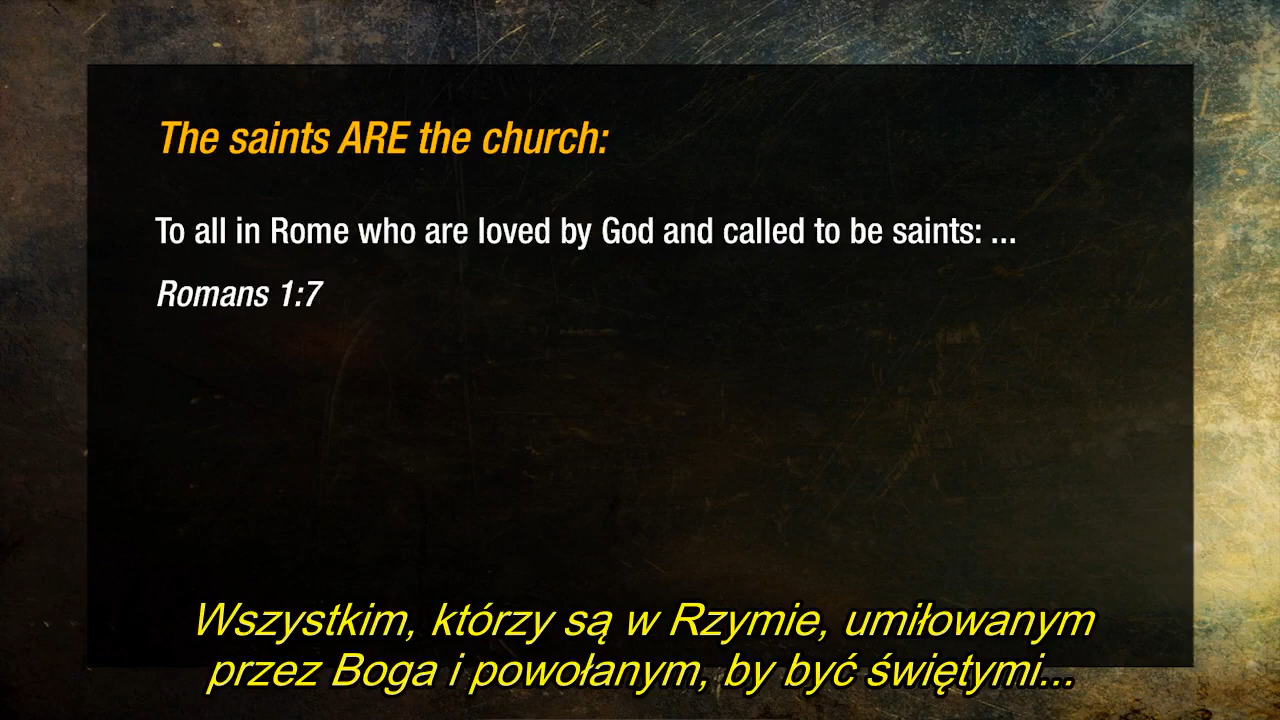 The saints ARE the church:
To all in Rome who are loved by God and called to be saints: ...
Romans 1:7
Wszystkim, którzy są w Rzymie, umiłowanym
przez Boga i powołanym, by być świętymi...